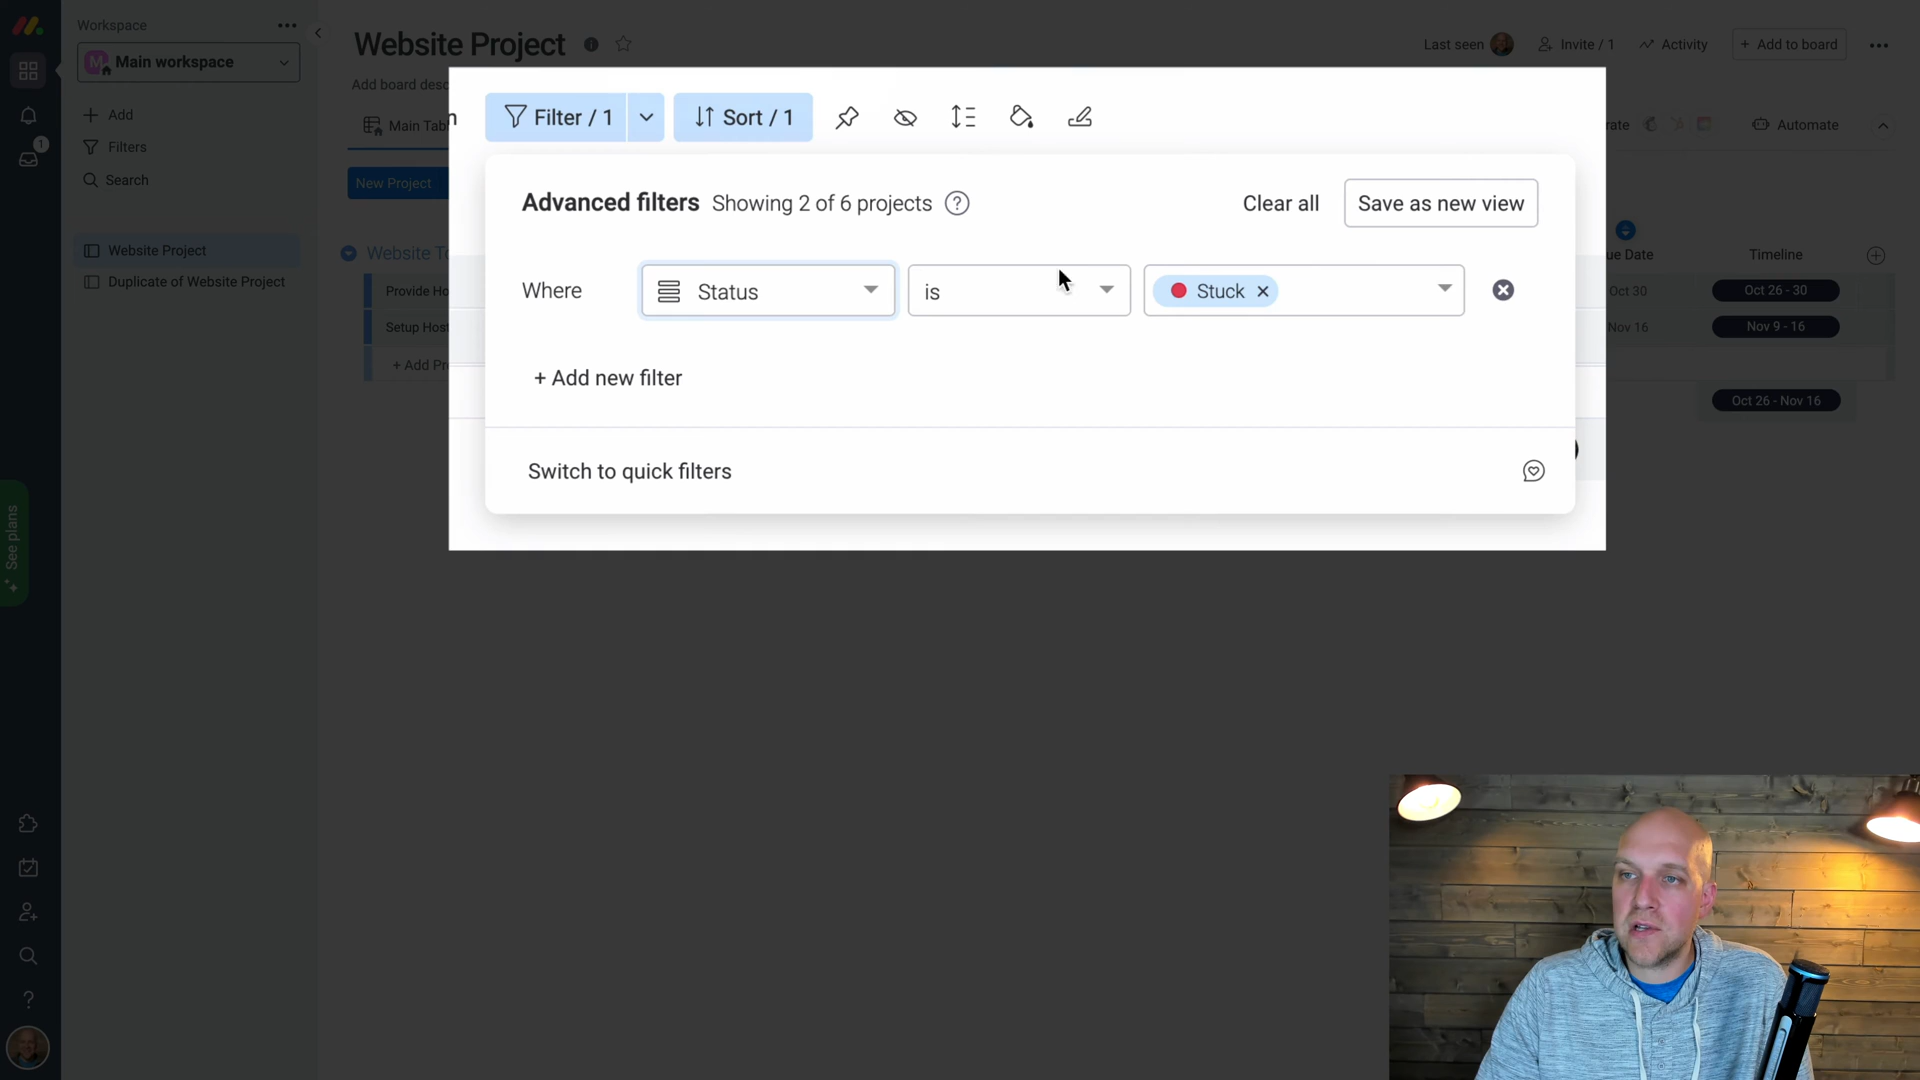 Workspace
M Main workspace
Add
Filters
Search
Website Project
Duplicate of Website Project
1
See plans
Website Project
Last seen
Invite / 1
Activity
+ Add to board
Add board desc
Main Tabl
n
Filter / 1
Sort / 1
rate
Automate
New Project
Advanced filters Showing 2 of 6 projects ?
Clear all
Save as new view
Website To
ue Date
Timeline
Where
Status
is
Stuck
Provide Ho
Oct 30
Oct 26 - 30
Setup Host
Nov 16
Nov 9 - 16
+ Add Pr
+ Add new filter
Oct 26 - Nov 16
Switch to quick filters
?